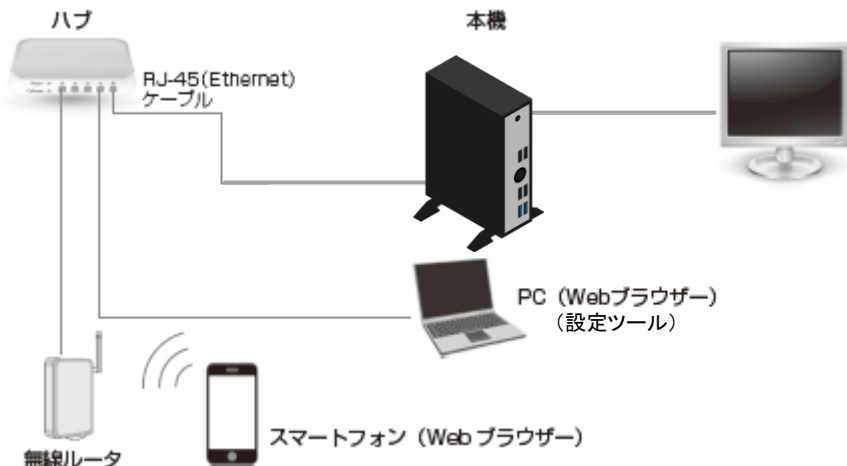 ハブ
本機
RJ-45(Ethernet)
ケーブル
PC（Webブラウザー）
（設定ツール）
スマートフォン（Web ブラウザー）
無線ルータ